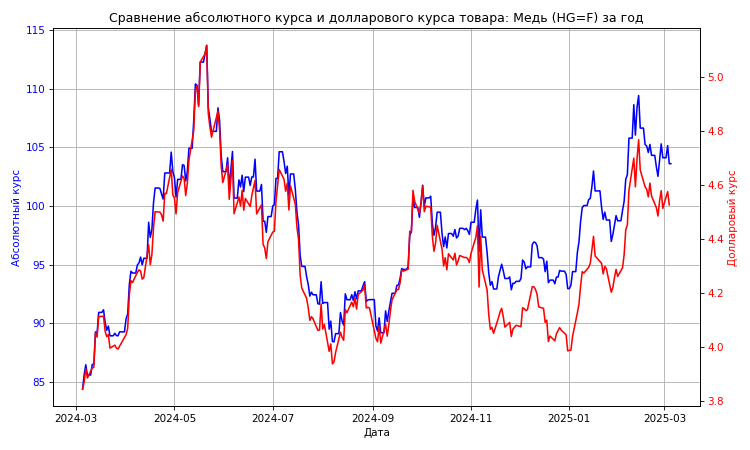 Сравнение абсолютного курса и долларового курса товара: Медь (HG=F) за год
115
110
105
100
95
90
85
Абсолютный курс
5.0
4.8
4.6
4.4
4.2
4.0
3.8
Долларовый курс
2024-03 2024-05 2024-07 2024-09 2024-11 2025-01 2025-03
Дата